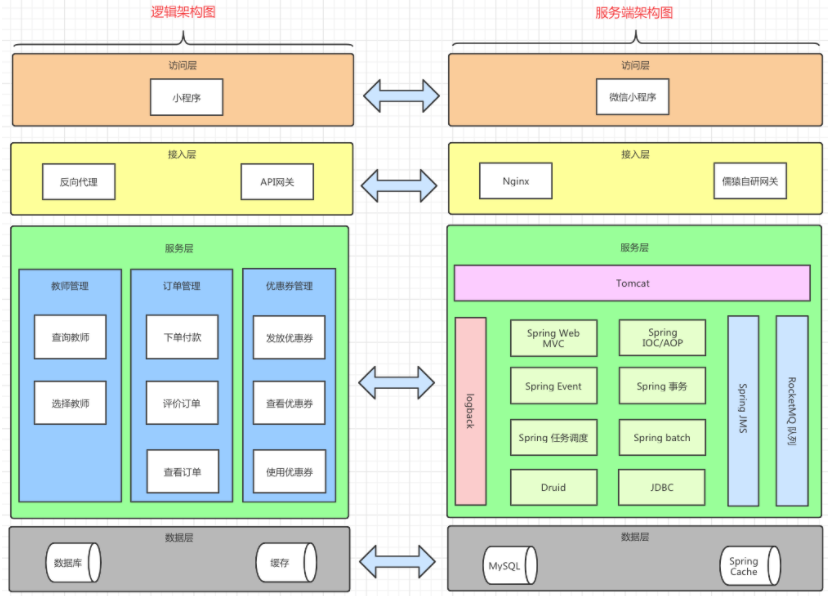 逻辑架构图
服务端架构图
访问层
小程序
访问层
微信小程序
接入层
反向代理
API网关
接入层
Nginx
儒猿自研网关
服务层
教师管理
查询教师
选择教师
订单管理
下单付款
评价订单
查看订单
优惠券管理
发放优惠券
查看优惠券
使用优惠券
服务层
Tomcat
logback
Spring Web
MVC
Spring
IOC/AOP
Spring Event
Spring 事务
Spring 任务调度
Spring batch
Druid
JDBC
Spring JMS
RocketMQ 队列
数据层
数据库
缓存
数据层
MySQL
Spring
Cache